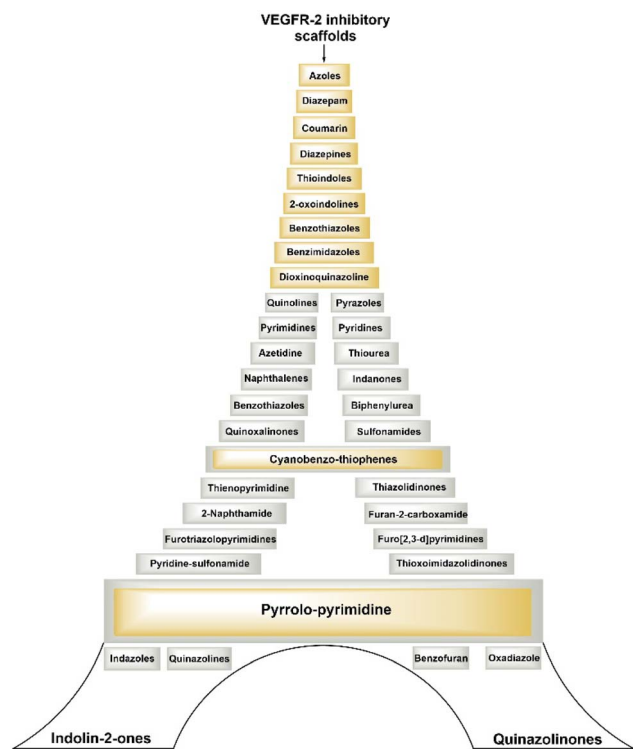 VEGFR-2 inhibitory
scaffolds
Azoles
Diazepam
Coumarin
Diazepines
Thioindoles
2-oxoindolines
Benzothiazoles
Benzimidazoles
Dioxinoquinazoline
Quinolines Pyrazoles
Pyrimidines Pyridines
Azetidine Thiourea
Naphthalenes Indanones
Benzothiazoles Biphenylurea
Quinoxalinones Sulfonamides
Cyanobenzo-thiophenes
Thienopyrimidine Thiazolidinones
2-Naphthamide Furan-2-carboxamide
Furotriazolopyrimidines Furo[2,3-d]pyrimidines
Pyridine-sulfonamide Thioxoimidazolidinones
Pyrrolo-pyrimidine
Indazoles Quinazolines Benzofuran Oxadiazole
Indolin-2-ones Quinazolinones